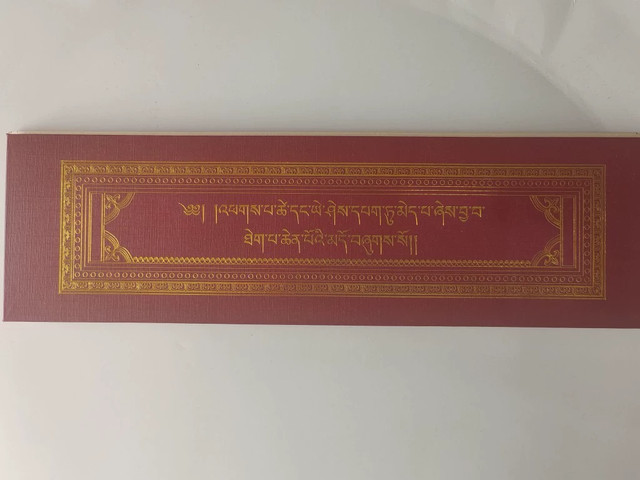 ༄༅། །འཕགས་པ་ཚེ་དང་ཡེ་ཤེས་དཔག་ཏུ་མེད་པ་ཞེས་བྱ་བ་
ཐེག་པ་ཆེན་པོའི་མདོ་བཞུགས་སོ།།